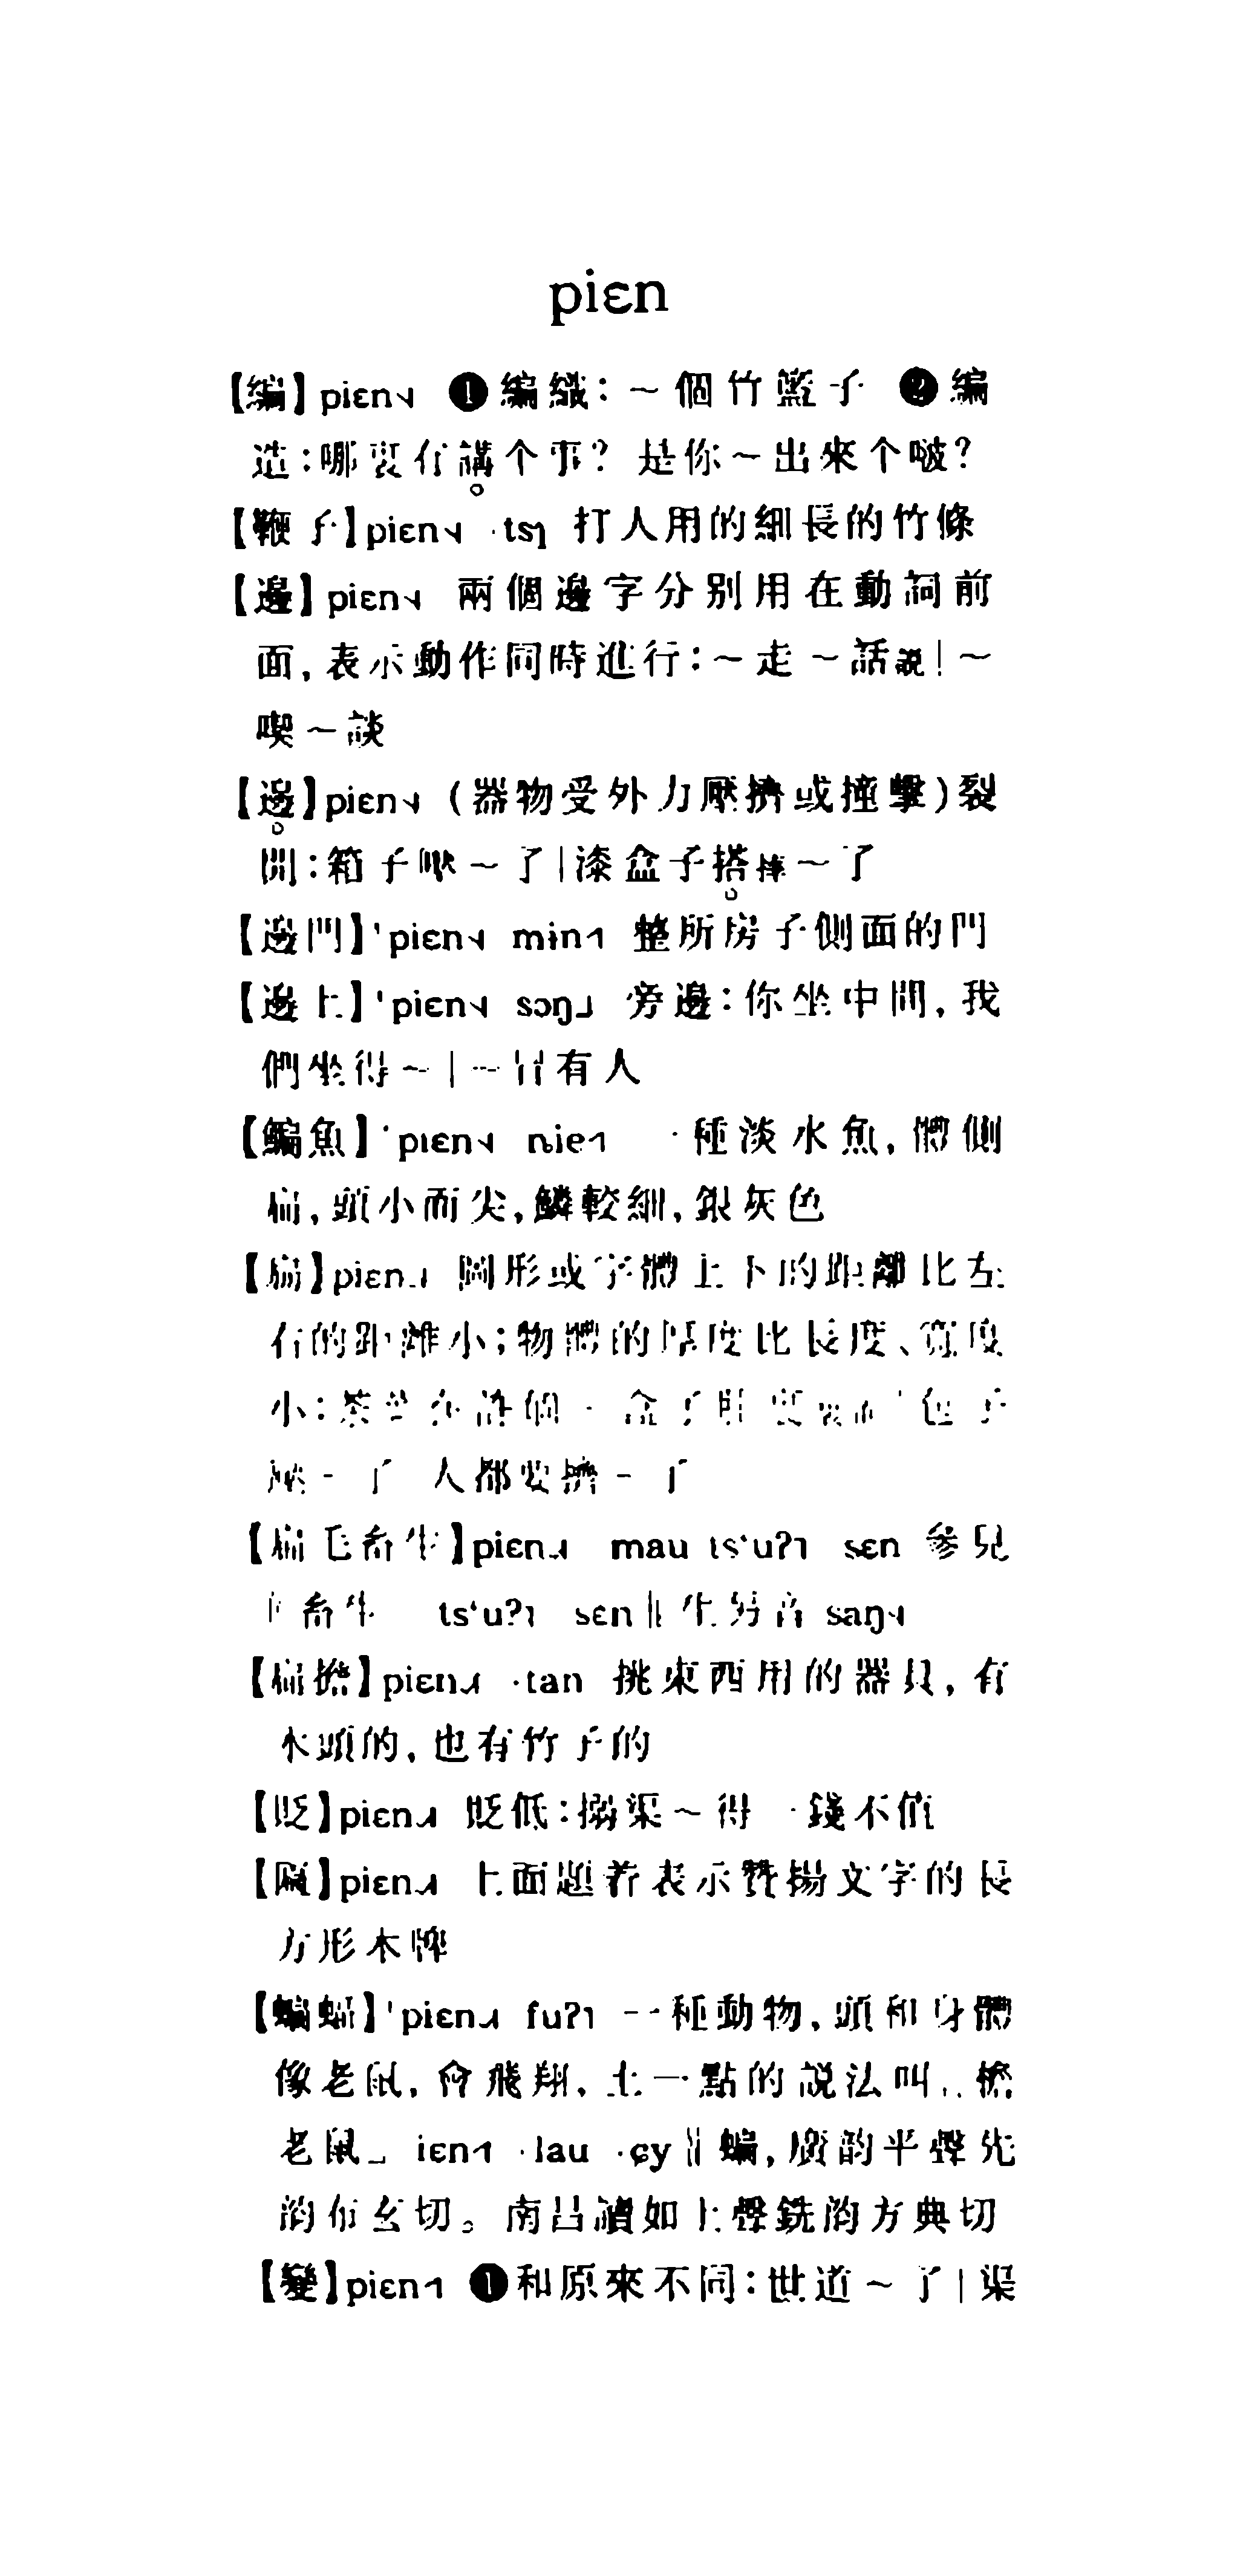 piɛn
【编】piɛn˨ ❶编織：～個竹籃子 ❷编
造：哪裏有講个事？是你～出來个啵？
【鞭子】piɛn˨ ·tsɿ 打人用的細長的竹條
【邊】piɛn˨ 兩個邊字分别用在動詞前
面，表示動作同時進行：～走～話説|～
喫～談
【邊】piɛn˨（器物受外力壓擠或撞擊）裂
開：箱子壓～了|漆盒子搭摔～了
【邊門】'piɛn˨ mɨn˦ 整所房子側面的門
【邊上】'piɛn˨ sɔŋ˩ 旁邊：你坐中間，我
們坐得～|～冒有人
【鳊魚】'piɛn˨ ȵie˦ 一種淡水魚，體側
扁，頭小而尖，鱗較細，銀灰色
【扁】piɛn 圖形或字體上下的距離比左
右的距離小；物體的厚度比長度、寬度
小：
人都要擠～了
【扁毛畜生】piɛn mau ts‘uʔ˥ sɛn 參見
畜生 ts‘uʔ˥ sɛn‖生另音 saŋ˨
【扁擔】piɛn ·tan 挑東西用的器具，有
木頭的，也有竹子的
【貶】piɛn 貶低：搦渠～得一錢不值
【匾】piɛn 上面題着表示贊揚文字的長
方形木牌
【蝙蝠】'piɛn fuʔ˥ 一種動物，頭和身體
像老鼠，會飛翔，土一點的説法叫「檐
老鼠」iɛn˦ ·lau ·ɕy‖蝙，廣韵平聲先
韵布玄切。南昌讀如上聲銑韵方典切
【變】piɛn˦ ❶和原來不同：世道～了|渠